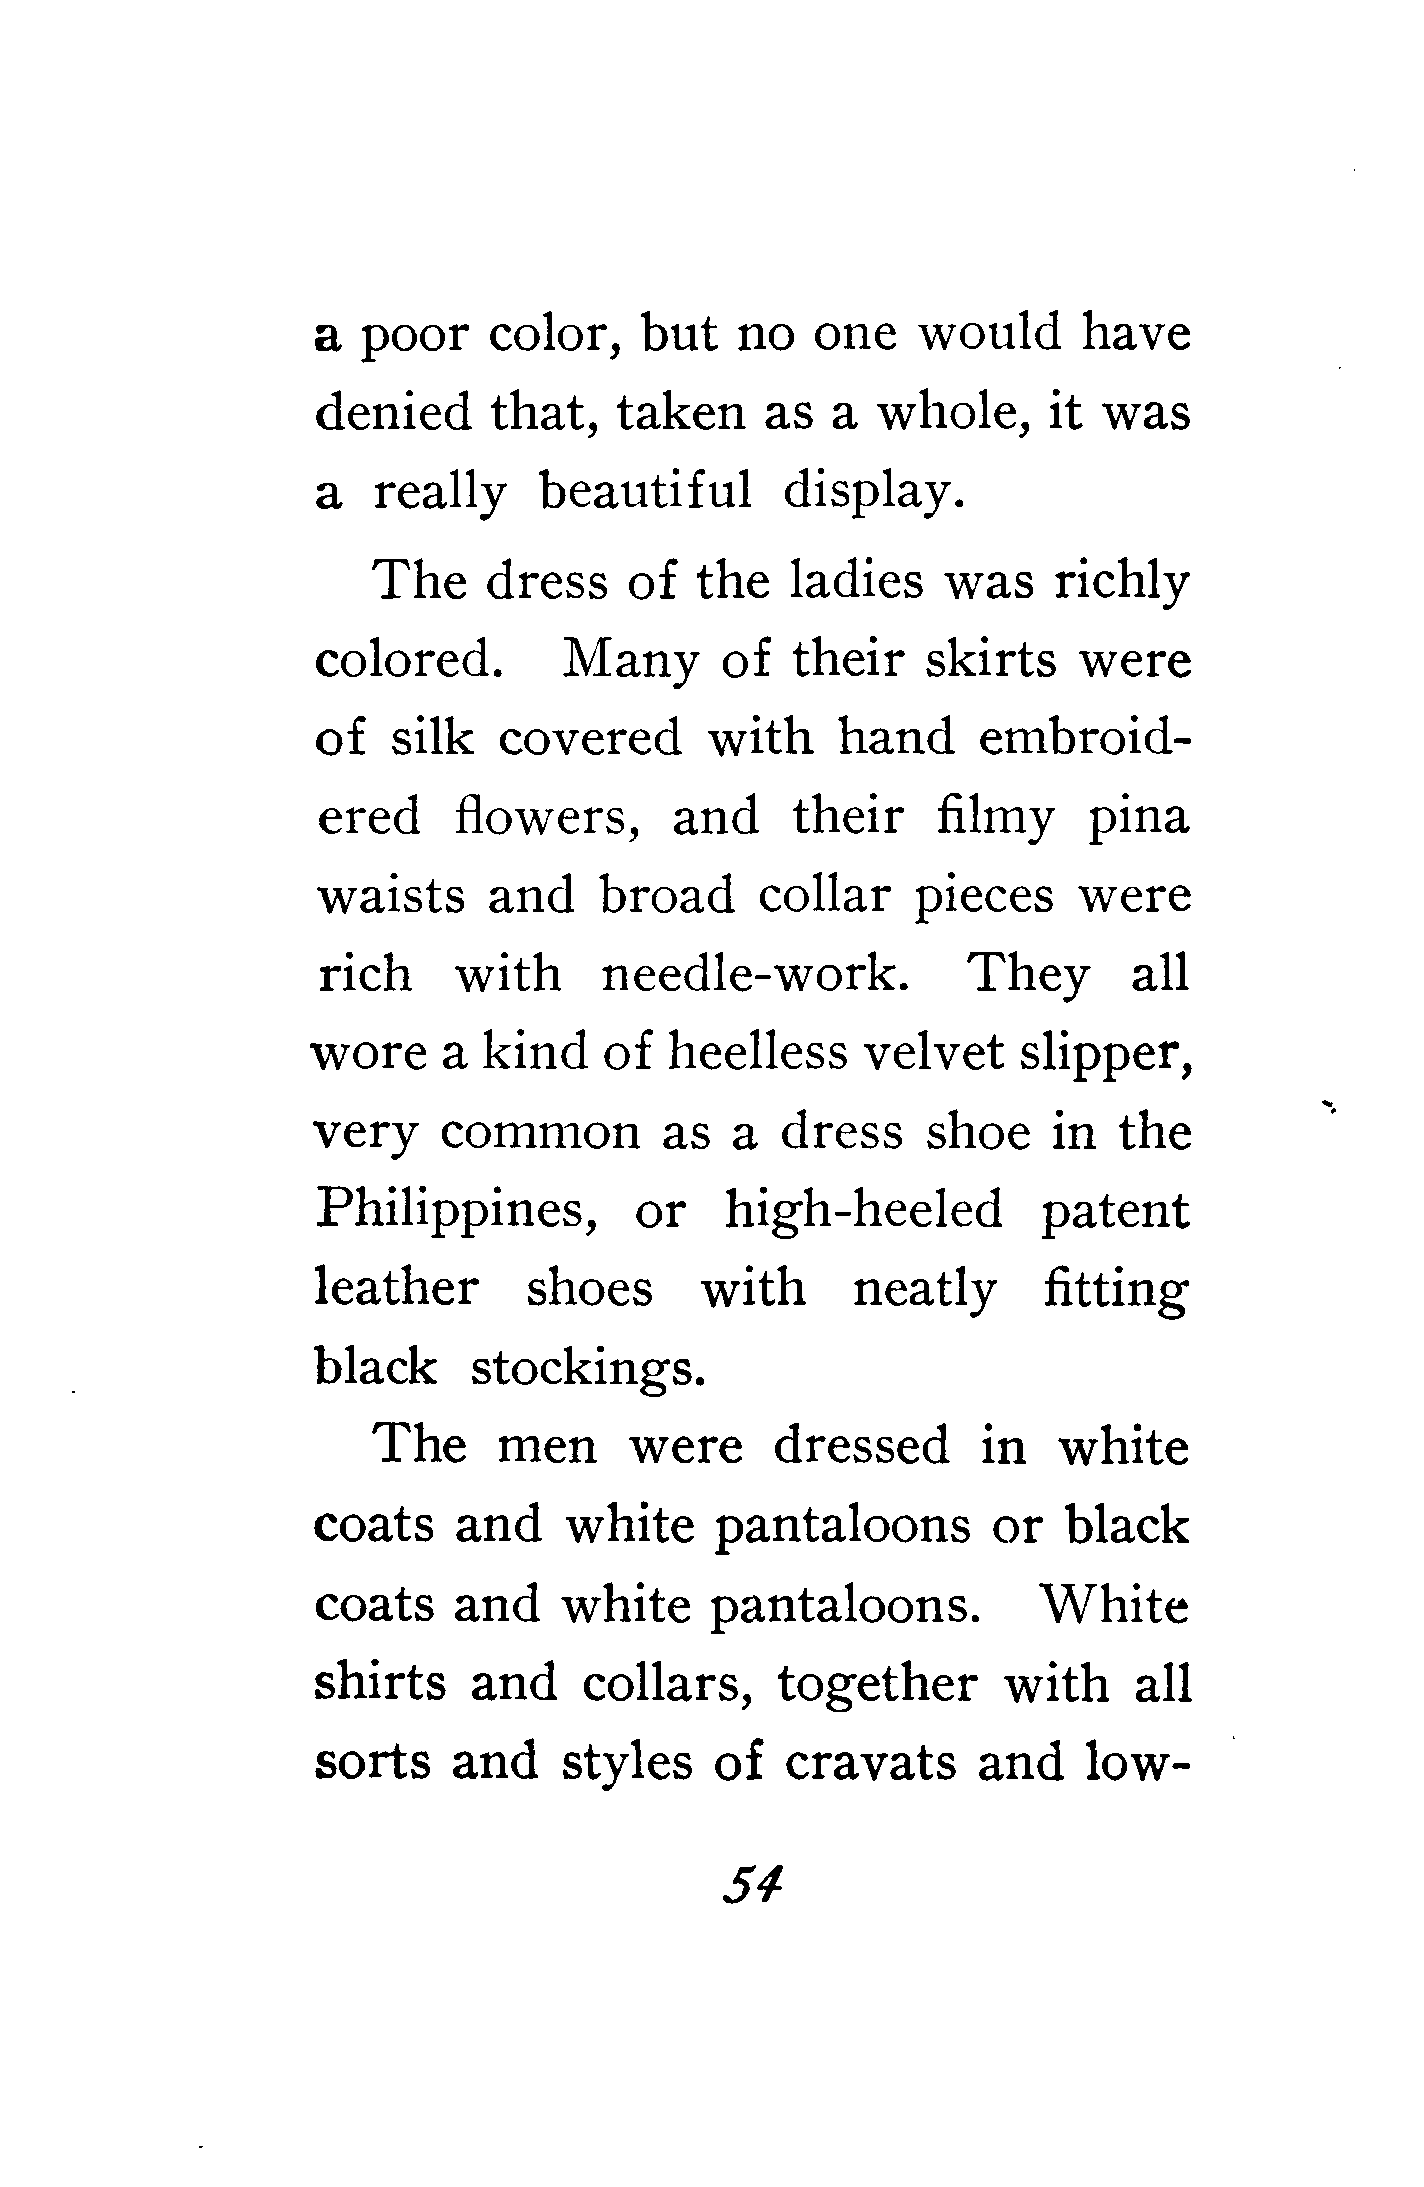 a poor color, but no one would have
denied that, taken as a whole, it was
a really beautiful display.
The dress of the ladies was richly
colored. Many of their skirts were
of silk covered with hand embroid-
ered flowers, and their filmy pina
waists and broad collar pieces were
rich with needle-work. They all
wore a kind of heelless velvet slipper,
very common as a dress shoe in the
Philippines, or high-heeled patent
leather shoes with neatly fitting
black stockings.
The men were dressed in white
coats and white pantaloons or black
coats and white pantaloons. White
shirts and collars, together with all
sorts and styles of cravats and low-
54